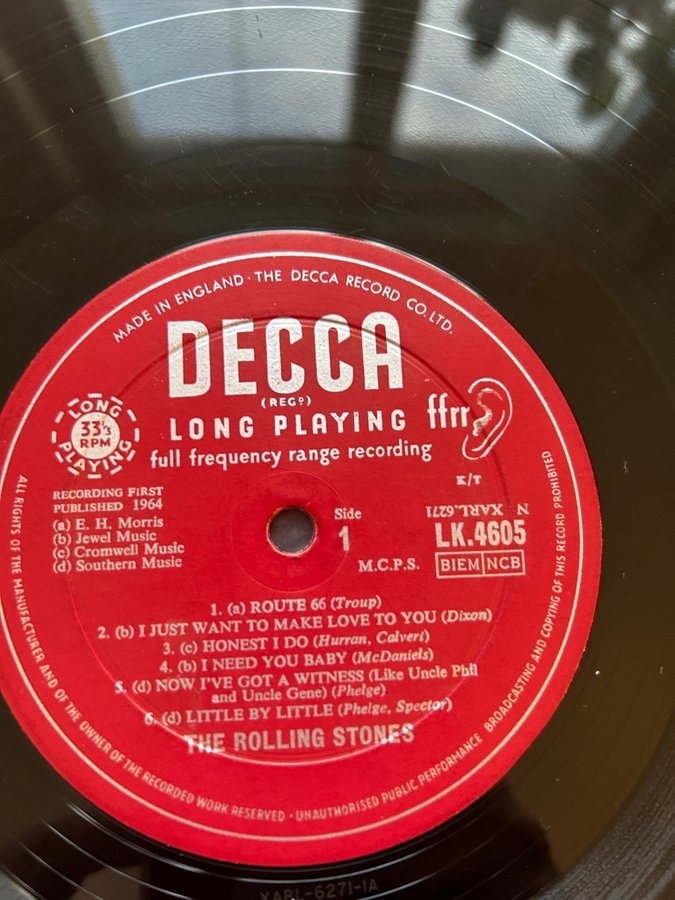 MADE IN ENGLAND · THE DECCA RECORD CO. LTD.
DECCA
(REGD)
LONG PLAYING
ffrr
full frequency range recording
LONG
33⅓
RPM
PLAYING
K/T
RECORDING FIRST
PUBLISHED 1964
(a) E. H. Morris
(b) Jewel Music
(c) Cromwell Music
(d) Southern Music
Side
1
M.C.P.S.
N XARL.6271
LK.4605
BIEM NCB
1. (a) ROUTE 66 (Troup)
2. (b) I JUST WANT TO MAKE LOVE TO YOU (Dixon)
3. (c) HONEST I DO (Hurran, Calvert)
4. (b) I NEED YOU BABY (McDaniels)
5. (d) NOW I'VE GOT A WITNESS (Like Uncle Phil
and Uncle Gene) (Phelge)
6. (d) LITTLE BY LITTLE (Phelge, Spector)
THE ROLLING STONES
ALL RIGHTS OF THE MANUFACTURER AND OF THE OWNER OF THE RECORDED WORK RESERVED · UNAUTHORISED PUBLIC PERFORMANCE BROADCASTING AND COPYING OF THIS RECORD PROHIBITED
XARL-6271-1A